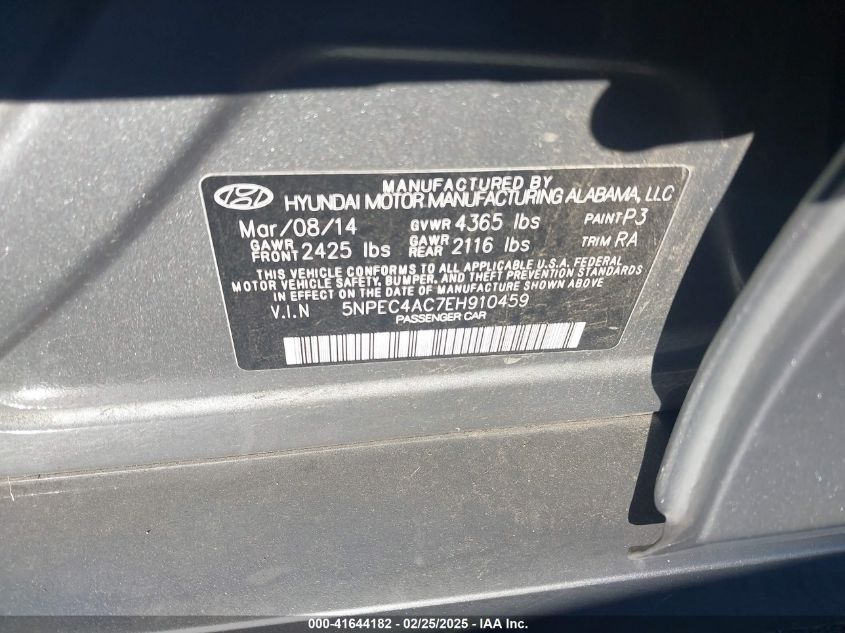 MANUFACTURED BY
HYUNDAI MOTOR MANUFACTURING ALABAMA, LLC
Mar/08/14 GVWR 4365 lbs PAINT P3
GAWR FRONT 2425 lbs GAWR REAR 2116 lbs TRIM RA
THIS VEHICLE CONFORMS TO ALL APPLICABLE U.S.A. FEDERAL
MOTOR VEHICLE SAFETY, BUMPER, AND THEFT PREVENTION STANDARDS
IN EFFECT ON THE DATE OF MANUFACTURE SHOWN ABOVE
V.I.N 5NPEC4AC7EH910459
PASSENGER CAR
000-41644182 - 02/25/2025 - IAA Inc.